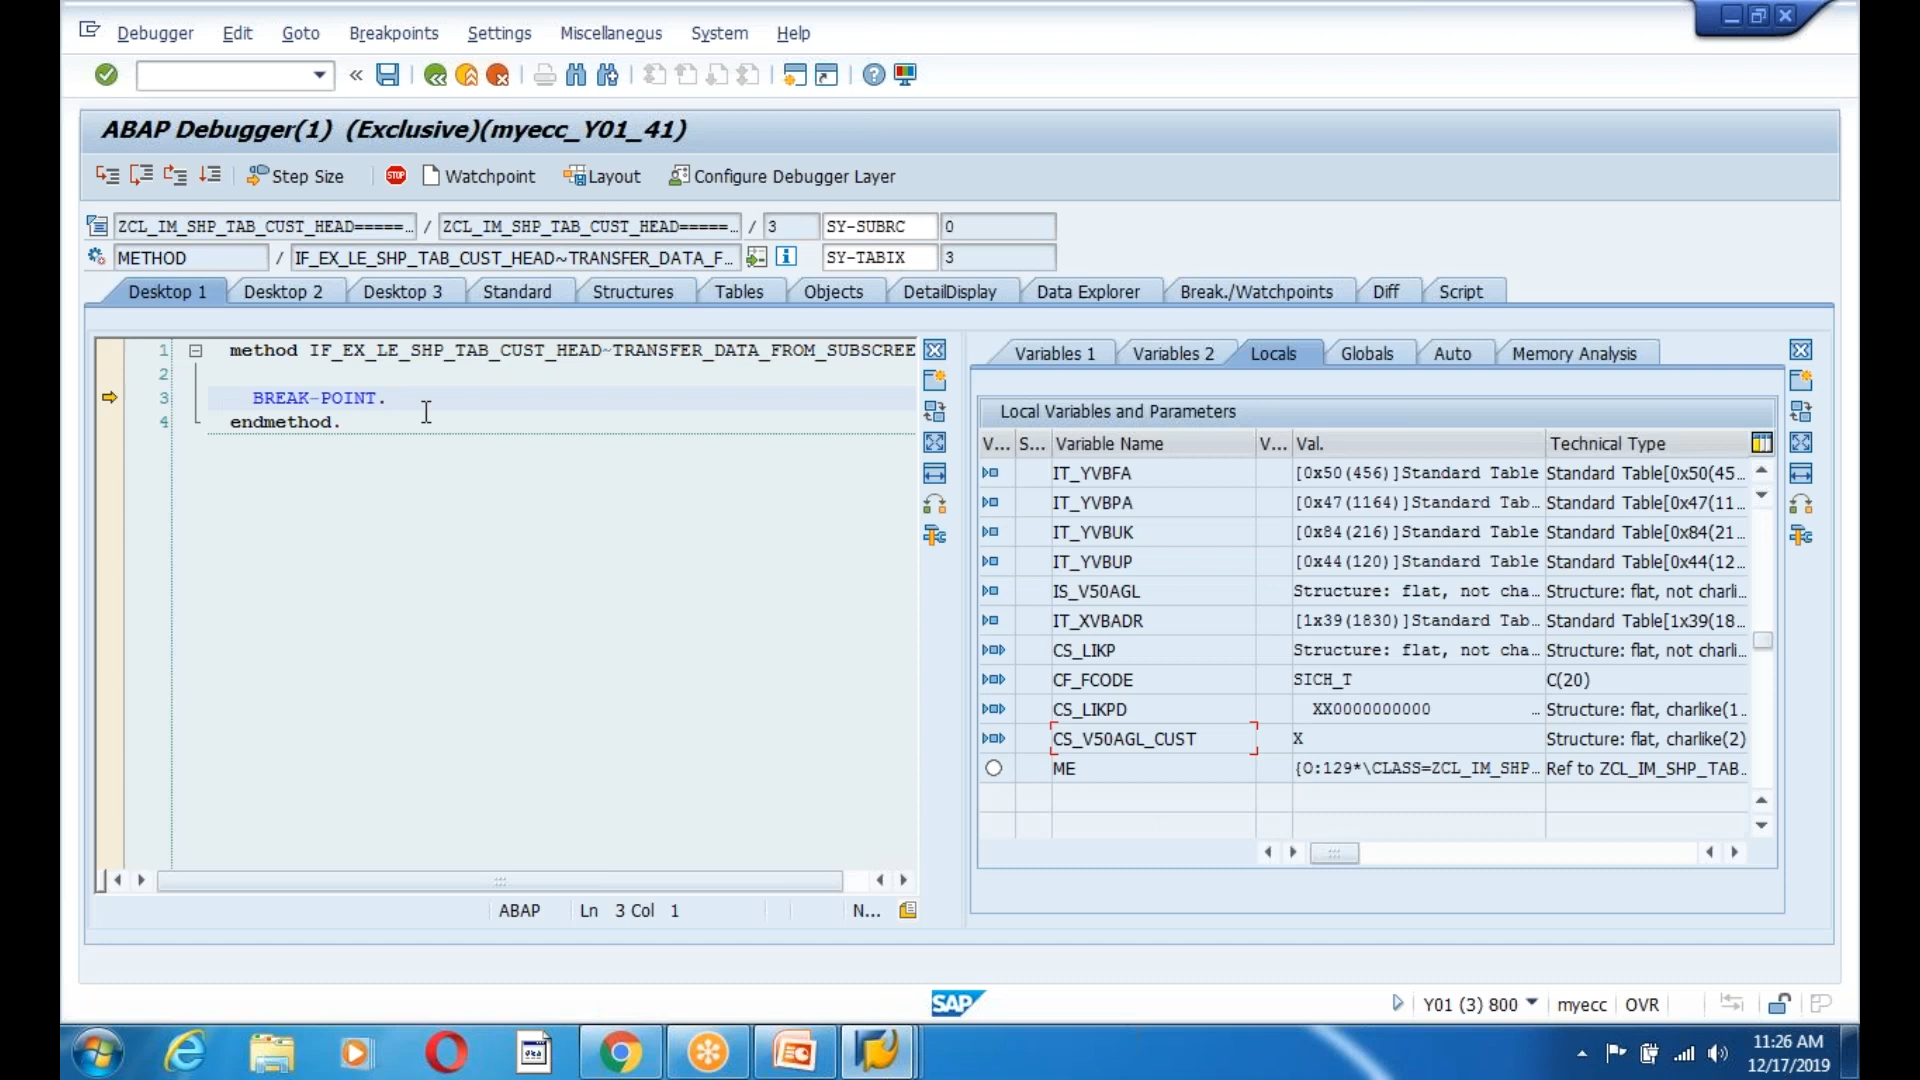 Debugger Edit Goto Breakpoints Settings Miscellaneous System Help
ABAP Debugger(1) (Exclusive)(myecc_Y01_41)
Step Size STOP Watchpoint Layout Configure Debugger Layer
ZCL_IM_SHP_TAB_CUST_HEAD=====… / ZCL_IM_SHP_TAB_CUST_HEAD=====… / 3 SY-SUBRC 0
METHOD / IF_EX_LE_SHP_TAB_CUST_HEAD~TRANSFER_DATA_F… SY-TABIX 3
Desktop 1 Desktop 2 Desktop 3 Standard Structures Tables Objects DetailDisplay Data Explorer Break./Watchpoints Diff Script
1 method IF_EX_LE_SHP_TAB_CUST_HEAD~TRANSFER_DATA_FROM_SUBSCREE
2
3 BREAK-POINT.
4 endmethod.
ABAP Ln 3 Col 1 N...
Variables 1 Variables 2 Locals Globals Auto Memory Analysis
Local Variables and Parameters
V... S... Variable Name V... Val. Technical Type
IT_YVBFA [0x50(456)]Standard Table Standard Table[0x50(45…
IT_YVBPA [0x47(1164)]Standard Tab… Standard Table[0x47(11…
IT_YVBUK [0x84(216)]Standard Table Standard Table[0x84(21…
IT_YVBUP [0x44(120)]Standard Table Standard Table[0x44(12…
IS_V50AGL Structure: flat, not cha… Structure: flat, not charli…
IT_XVBADR [1x39(1830)]Standard Tab… Standard Table[1x39(18…
CS_LIKP Structure: flat, not cha… Structure: flat, not charli…
CF_FCODE SICH_T C(20)
CS_LIKPD XX0000000000 … Structure: flat, charlike(1…
CS_V50AGL_CUST X Structure: flat, charlike(2)
ME {O:129*\CLASS=ZCL_IM_SHP… Ref to ZCL_IM_SHP_TAB…
SAP
Y01 (3) 800 myecc OVR
11:26 AM
12/17/2019